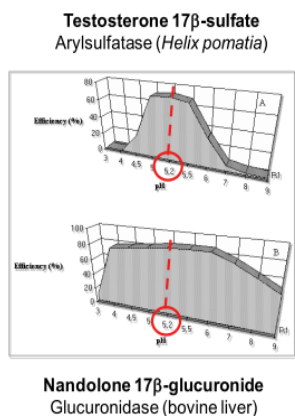 Testosterone 17β-sulfate
Arylsulfatase (Helix pomatia)
80
60
40
20
0
Efficiency (%)
A
3 4 4,5 5 5,2 5,5 6 7 8 9
pH
100
80
60
40
20
0
Efficiency (%)
B
3 4 4,5 5 5,2 5,5 6 7 8 9
pH
Nandolone 17β-glucuronide
Glucuronidase (bovine liver)